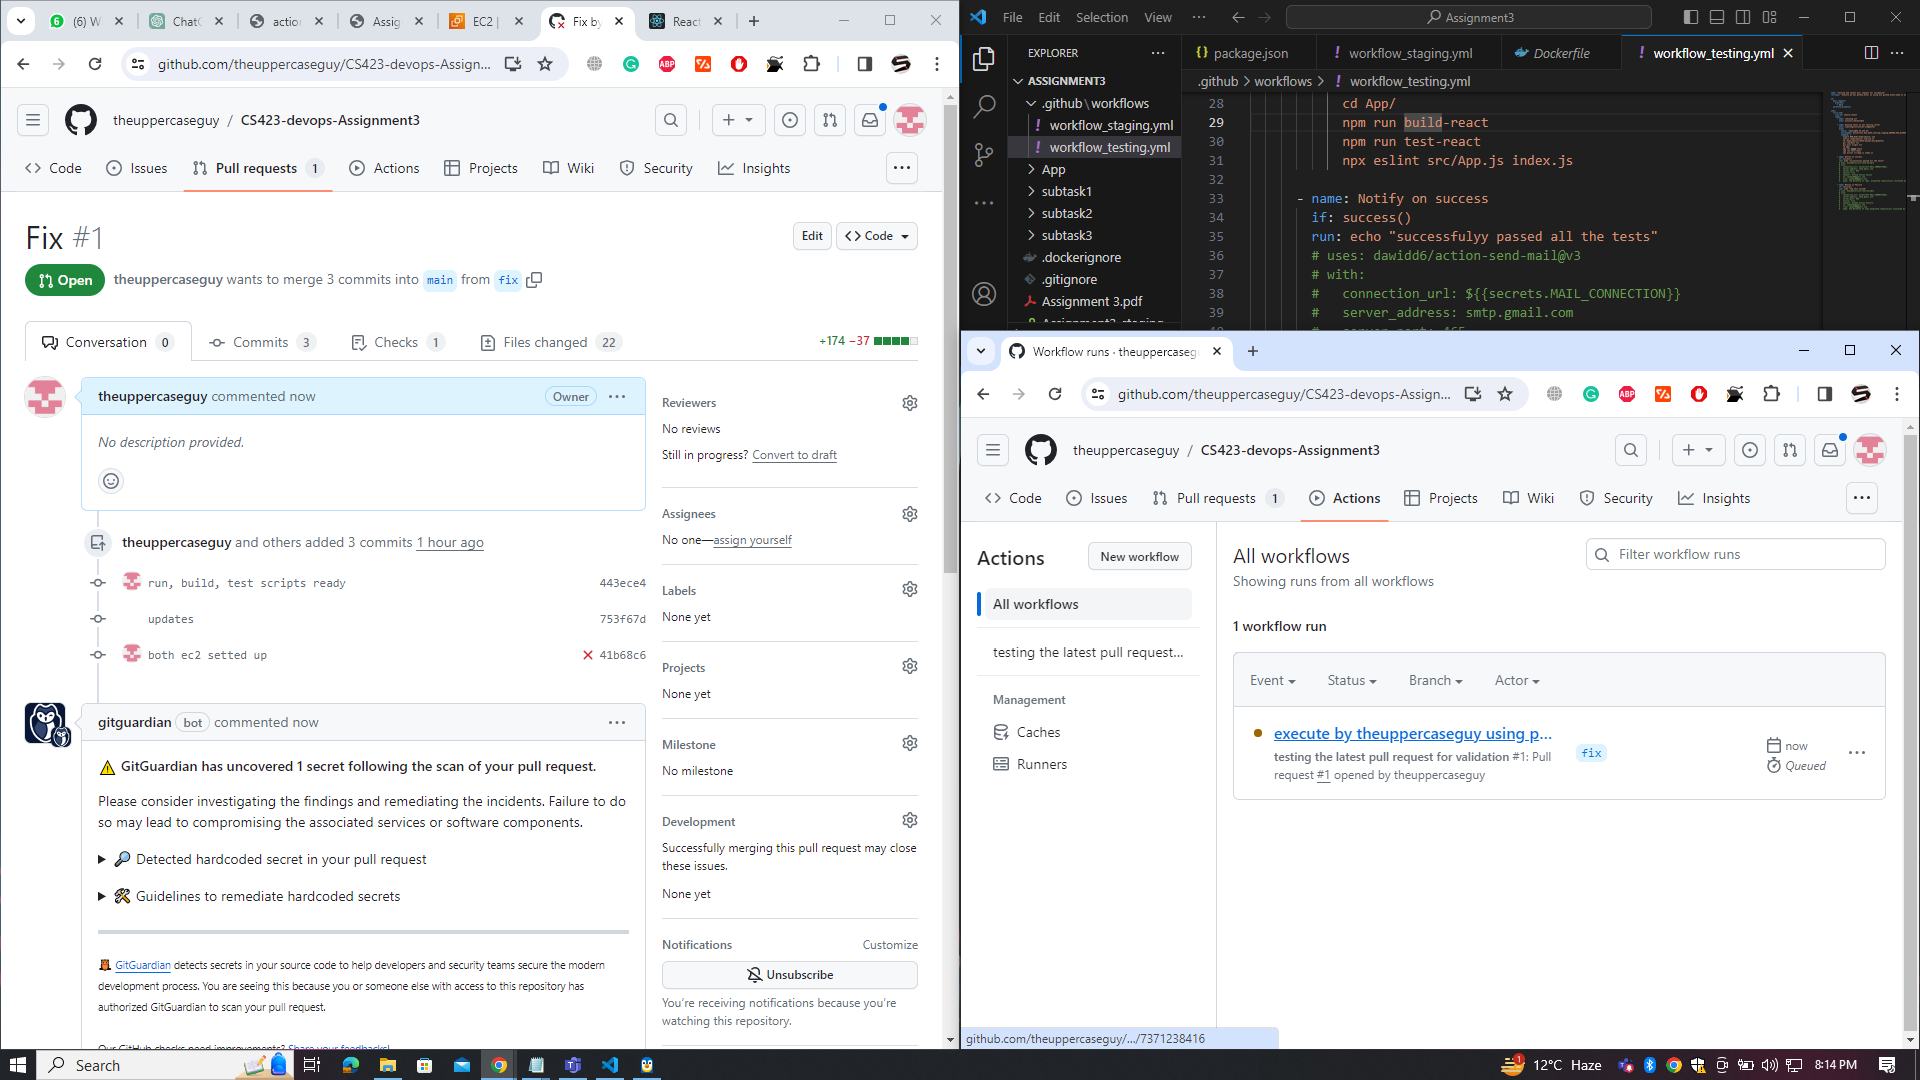 (6) W
ChatG
action
Assig
EC2 |
Fix by
React
github.com/theuppercaseguy/CS423-devops-Assign...
theuppercaseguy / CS423-devops-Assignment3
Code
Issues
Pull requests 1
Actions
Projects
Wiki
Security
Insights
Fix #1
Edit
Code
Open
theuppercaseguy wants to merge 3 commits into main from fix
Conversation 0
Commits 3
Checks 1
Files changed 22
+174 −37
theuppercaseguy commented now
Owner
No description provided.
theuppercaseguy and others added 3 commits 1 hour ago
run, build, test scripts ready 443ece4
updates 753f67d
both ec2 setted up 41b68c6
gitguardian bot commented now
GitGuardian has uncovered 1 secret following the scan of your pull request.
Please consider investigating the findings and remediating the incidents. Failure to do
so may lead to compromising the associated services or software components.
Detected hardcoded secret in your pull request
Guidelines to remediate hardcoded secrets
GitGuardian detects secrets in your source code to help developers and security teams secure the modern
development process. You are seeing this because you or someone else with access to this repository has
authorized GitGuardian to scan your pull request.
Our GitHub checks need improvements? Share your feedbacks!
Reviewers
No reviews
Still in progress? Convert to draft
Assignees
No one—assign yourself
Labels
None yet
Projects
None yet
Milestone
No milestone
Development
Successfully merging this pull request may close
these issues.
None yet
Notifications
Customize
Unsubscribe
You're receiving notifications because you're
watching this repository.
File Edit Selection View
Assignment3
EXPLORER
ASSIGNMENT3
.github\workflows
workflow_staging.yml
workflow_testing.yml
App
subtask1
subtask2
subtask3
.dockerignore
.gitignore
Assignment 3.pdf
package.json
workflow_staging.yml
Dockerfile
workflow_testing.yml
.github > workflows > workflow_testing.yml
28 cd App/
29 npm run build-react
30 npm run test-react
31 npx eslint src/App.js index.js
32
33 - name: Notify on success
34 if: success()
35 run: echo "successfulyy passed all the tests"
36 # uses: dawidd6/action-send-mail@v3
37 # with:
38 # connection_url: ${{secrets.MAIL_CONNECTION}}
39 # server_address: smtp.gmail.com
Workflow runs · theuppercaseg
github.com/theuppercaseguy/CS423-devops-Assign...
theuppercaseguy / CS423-devops-Assignment3
Code
Issues
Pull requests 1
Actions
Projects
Wiki
Security
Insights
Actions
New workflow
All workflows
testing the latest pull request...
Management
Caches
Runners
All workflows
Showing runs from all workflows
Filter workflow runs
1 workflow run
Event
Status
Branch
Actor
execute by theuppercaseguy using p...
testing the latest pull request for validation #1: Pull
request #1 opened by theuppercaseguy
fix
now
Queued
github.com/theuppercaseguy/.../7371238416
Search
12°C Haze
8:14 PM